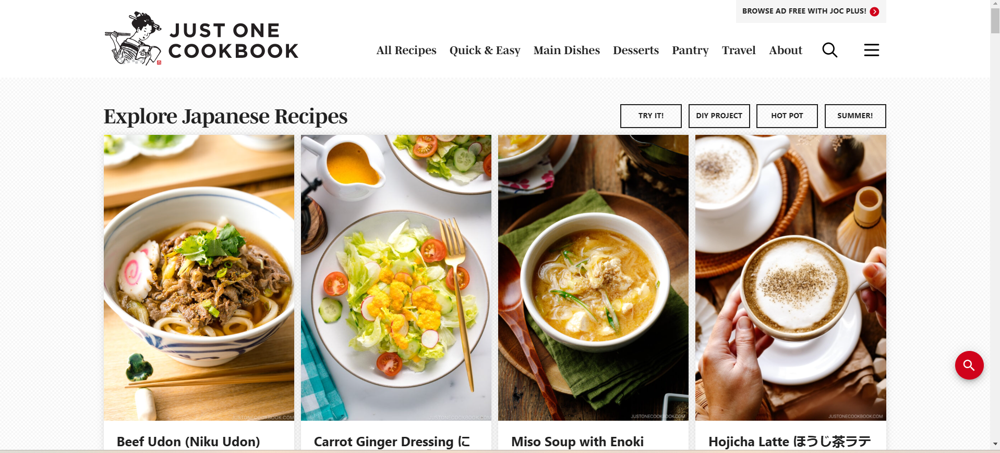 BROWSE AD FREE WITH JOC PLUS!
JUST ONE
COOKBOOK
All Recipes Quick & Easy Main Dishes Desserts Pantry Travel About
Explore Japanese Recipes
TRY IT! DIY PROJECT HOT POT SUMMER!
JUSTONECOOKBOOK.COM
JUSTONECOOKBOOK.COM
JUSTONECOOKBOOK.COM
JUSTONECOOKBOOK.COM
Beef Udon (Niku Udon)
Carrot Ginger Dressing に
Miso Soup with Enoki
Hojicha Latte ほうじ茶ラテ